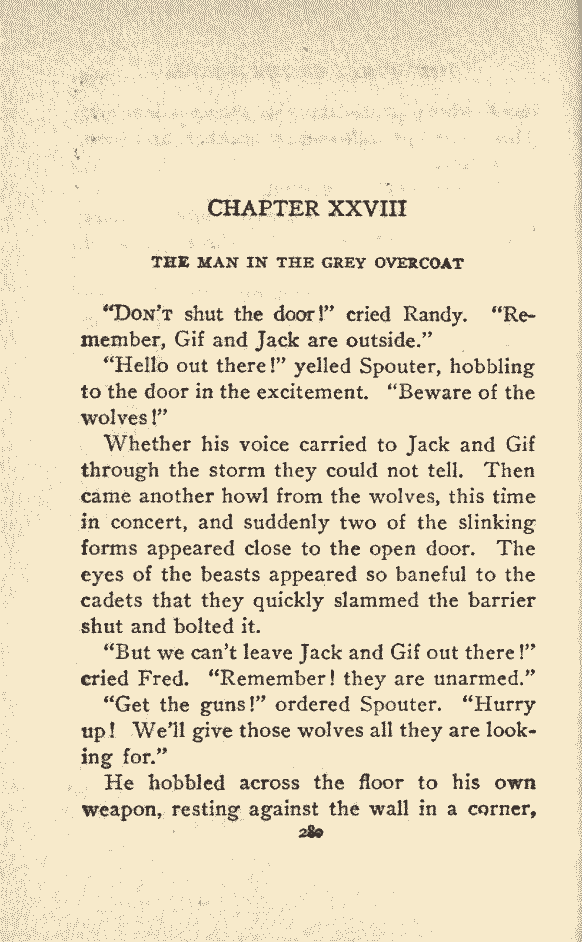 CHAPTER XXVIII
THE MAN IN THE GREY OVERCOAT
“DON’T shut the door!” cried Randy. “Re-
member, Gif and Jack are outside.”
“Hello out there!” yelled Spouter, hobbling
to the door in the excitement. “Beware of the
wolves!”
Whether his voice carried to Jack and Gif
through the storm they could not tell. Then
came another howl from the wolves, this time
in concert, and suddenly two of the slinking
forms appeared close to the open door. The
eyes of the beasts appeared so baneful to the
cadets that they quickly slammed the barrier
shut and bolted it.
“But we can’t leave Jack and Gif out there!”
cried Fred. “Remember! they are unarmed.”
“Get the guns!” ordered Spouter. “Hurry
up! We’ll give those wolves all they are look-
ing for.”
He hobbled across the floor to his own
weapon, resting against the wall in a corner,
280